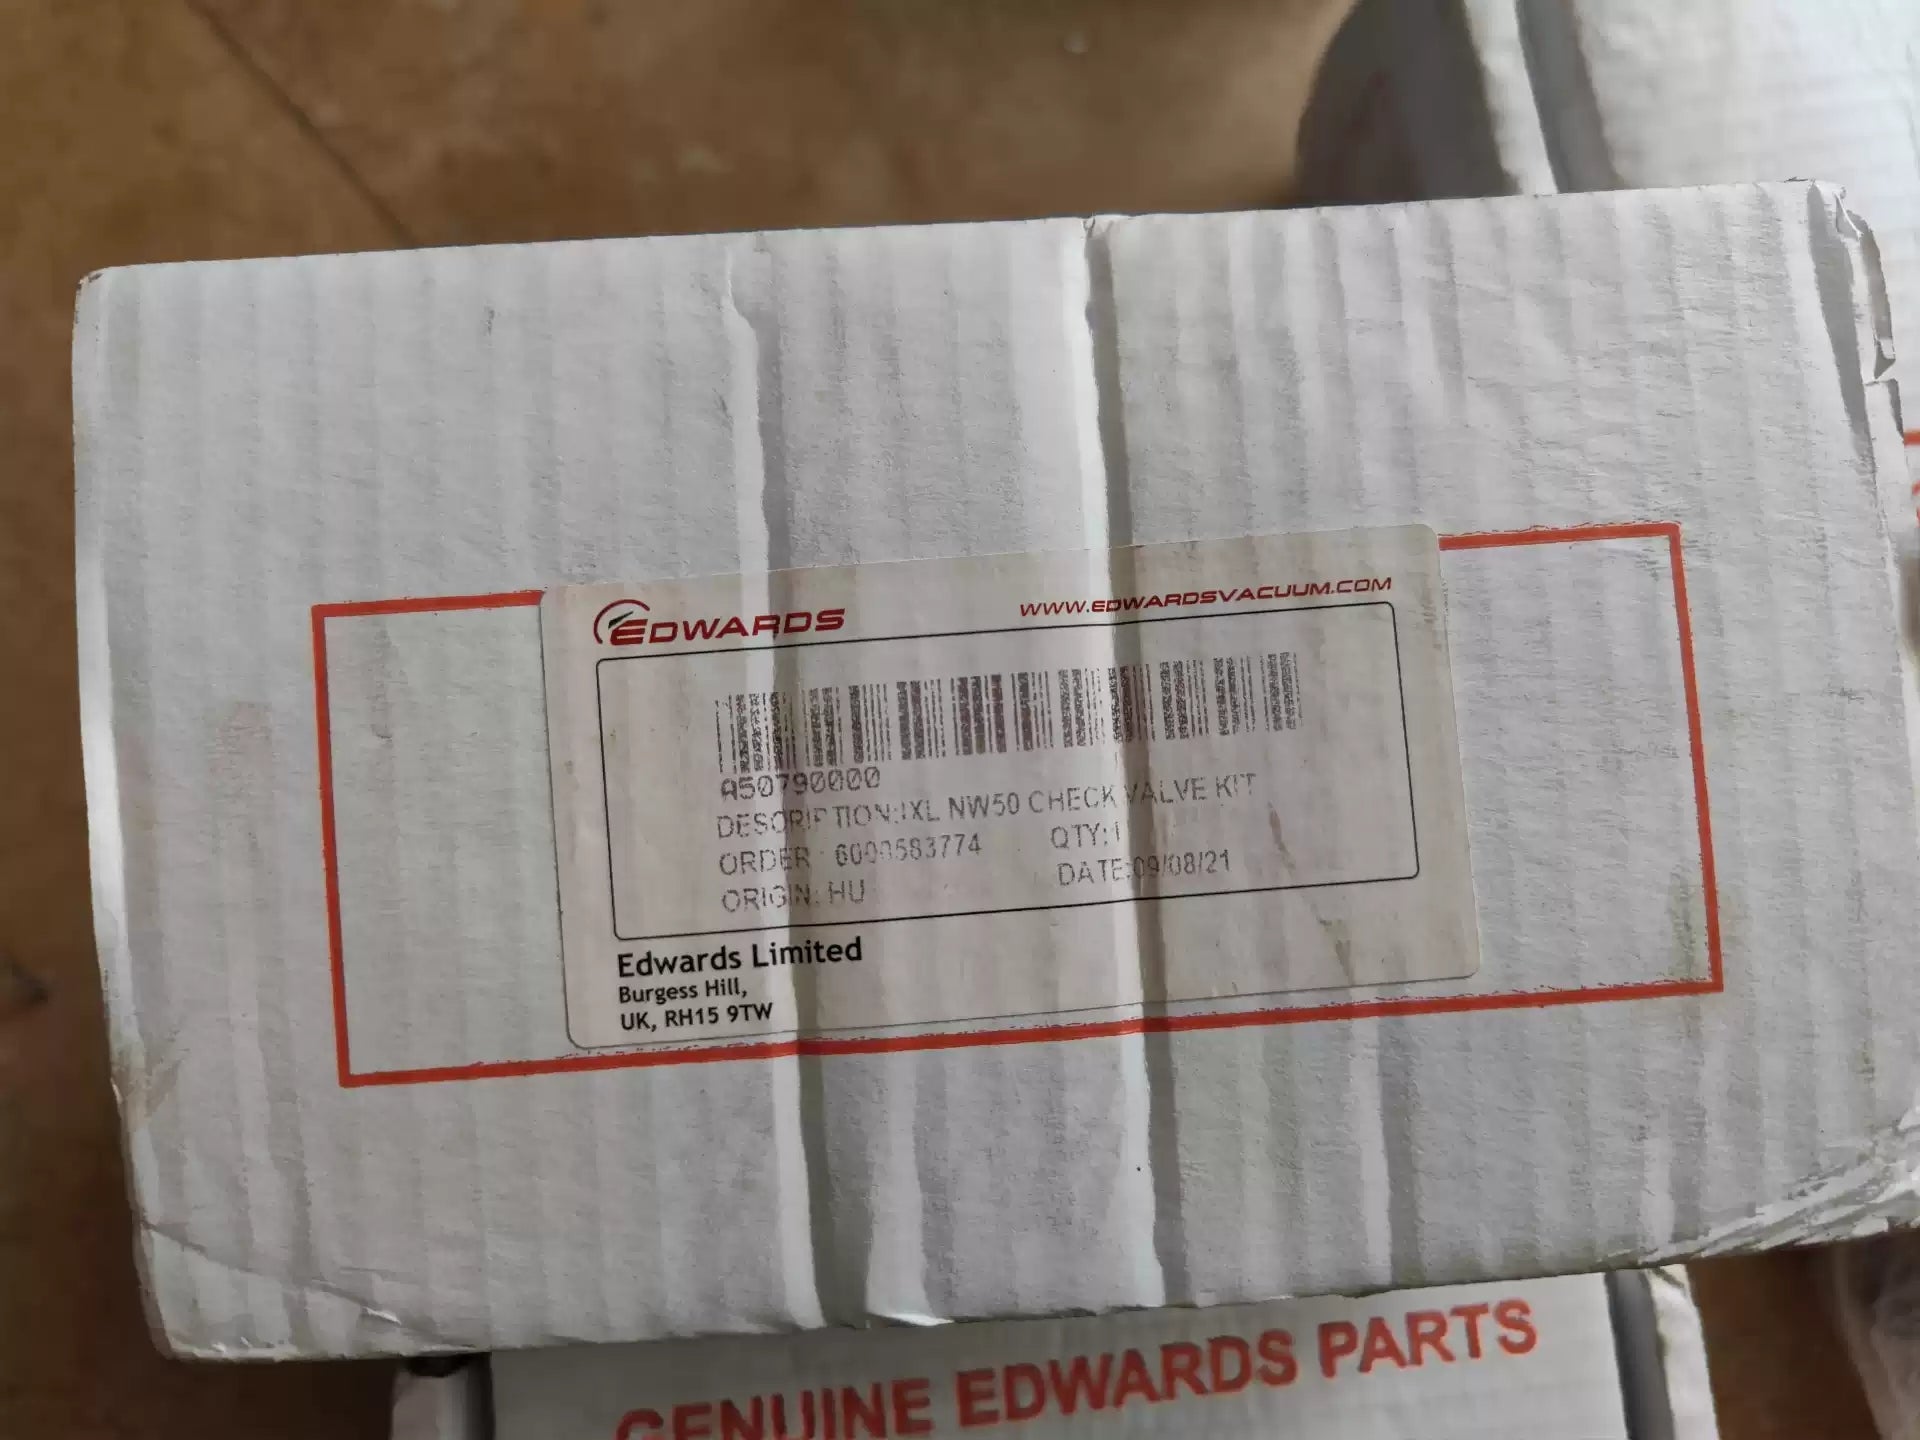 EDWARDS WWW.EDWARDSVACUUM.COM
A50790000
DESCRIPTION:IXL NW50 CHECK VALVE KIT
ORDER : 6000583774 QTY:1
ORIGIN: HU DATE:09/08/21
Edwards Limited
Burgess Hill,
UK, RH15 9TW
GENUINE EDWARDS PARTS